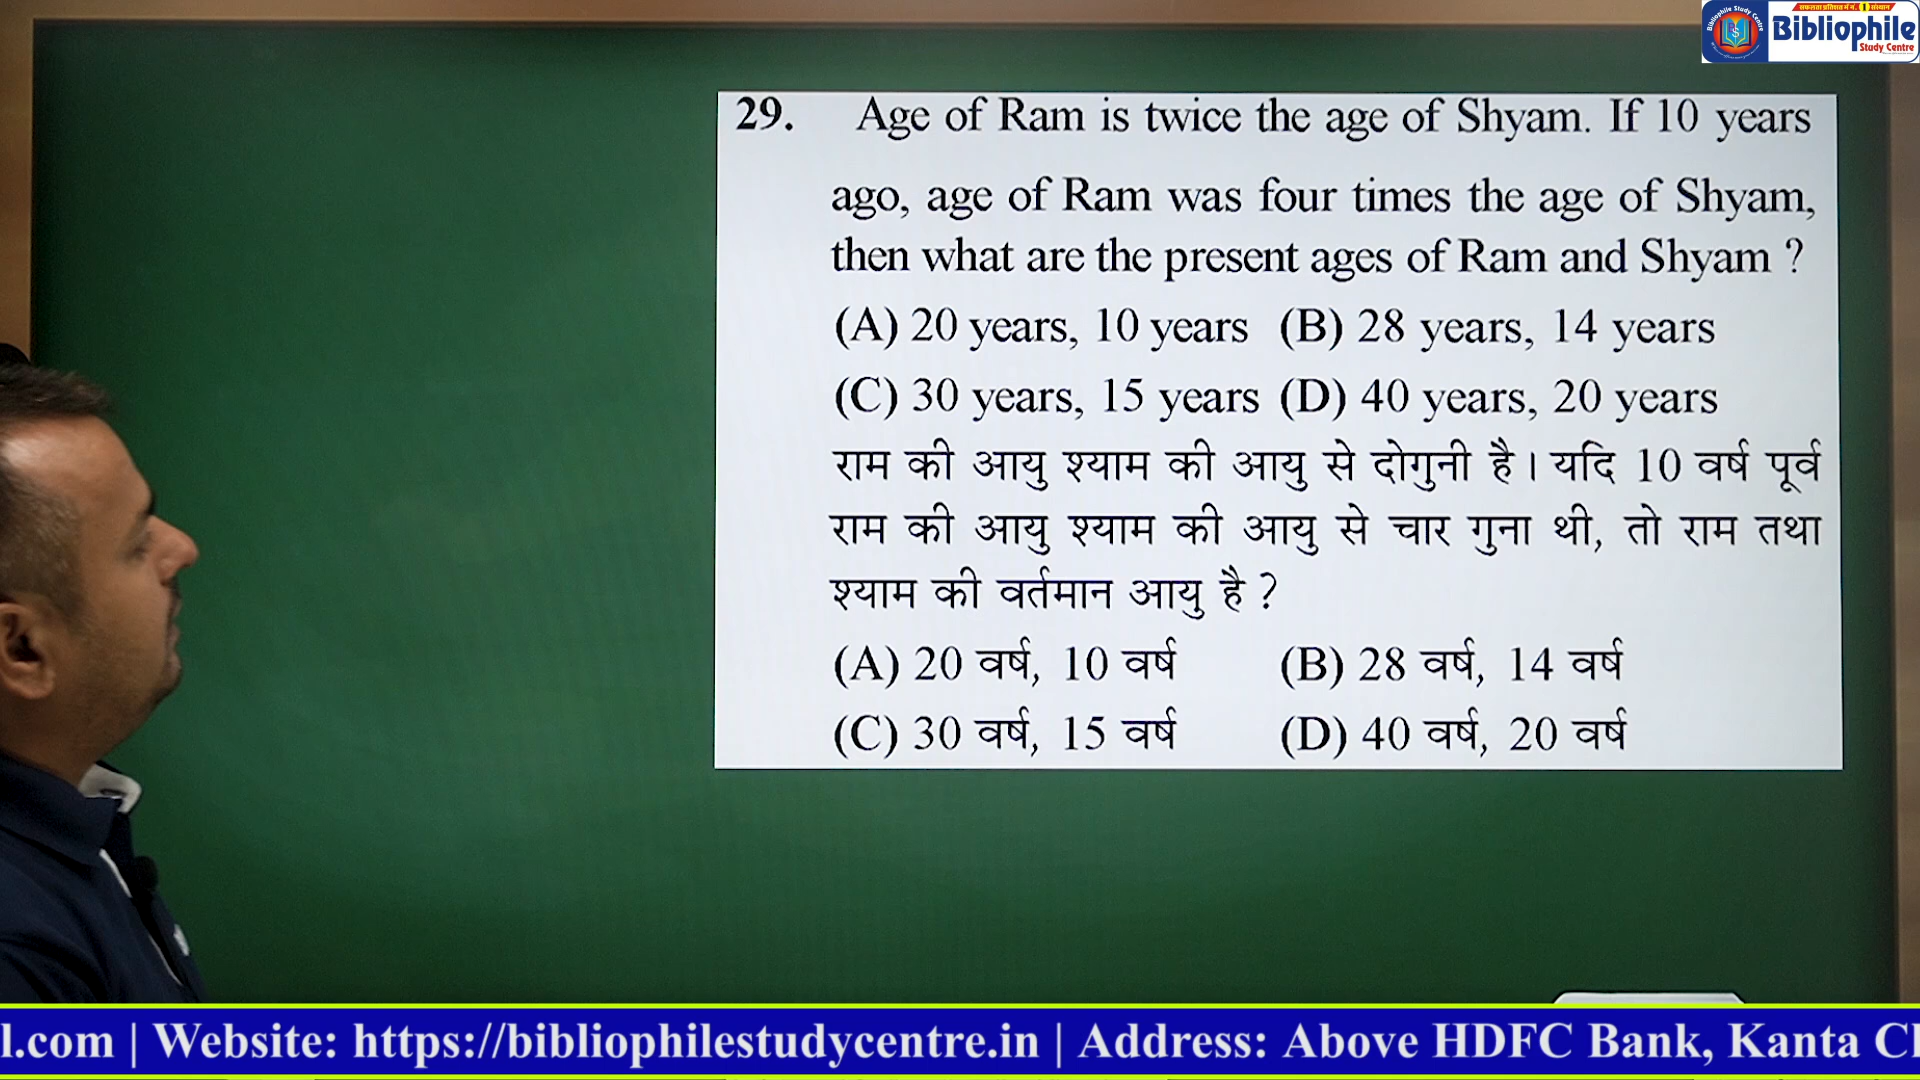 सफलता प्रतिशत में नं. 1 संस्थान
Bibliophile
Study Centre
29. Age of Ram is twice the age of Shyam. If 10 years
ago, age of Ram was four times the age of Shyam,
then what are the present ages of Ram and Shyam ?
(A) 20 years, 10 years (B) 28 years, 14 years
(C) 30 years, 15 years (D) 40 years, 20 years
राम की आयु श्याम की आयु से दोगुनी है। यदि 10 वर्ष पूर्व
राम की आयु श्याम की आयु से चार गुना थी, तो राम तथा
श्याम की वर्तमान आयु है ?
(A) 20 वर्ष, 10 वर्ष (B) 28 वर्ष, 14 वर्ष
(C) 30 वर्ष, 15 वर्ष (D) 40 वर्ष, 20 वर्ष
l.com | Website: https://bibliophilestudycentre.in | Address: Above HDFC Bank, Kanta